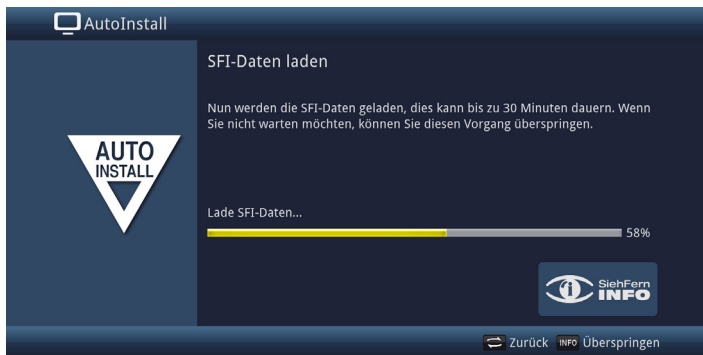 AutoInstall
SFI-Daten laden
Nun werden die SFI-Daten geladen, dies kann bis zu 30 Minuten dauern. Wenn
Sie nicht warten möchten, können Sie diesen Vorgang überspringen.
AUTO
INSTALL
Lade SFI-Daten...
58%
i SiehFern
INFO
Zurück INFO Überspringen